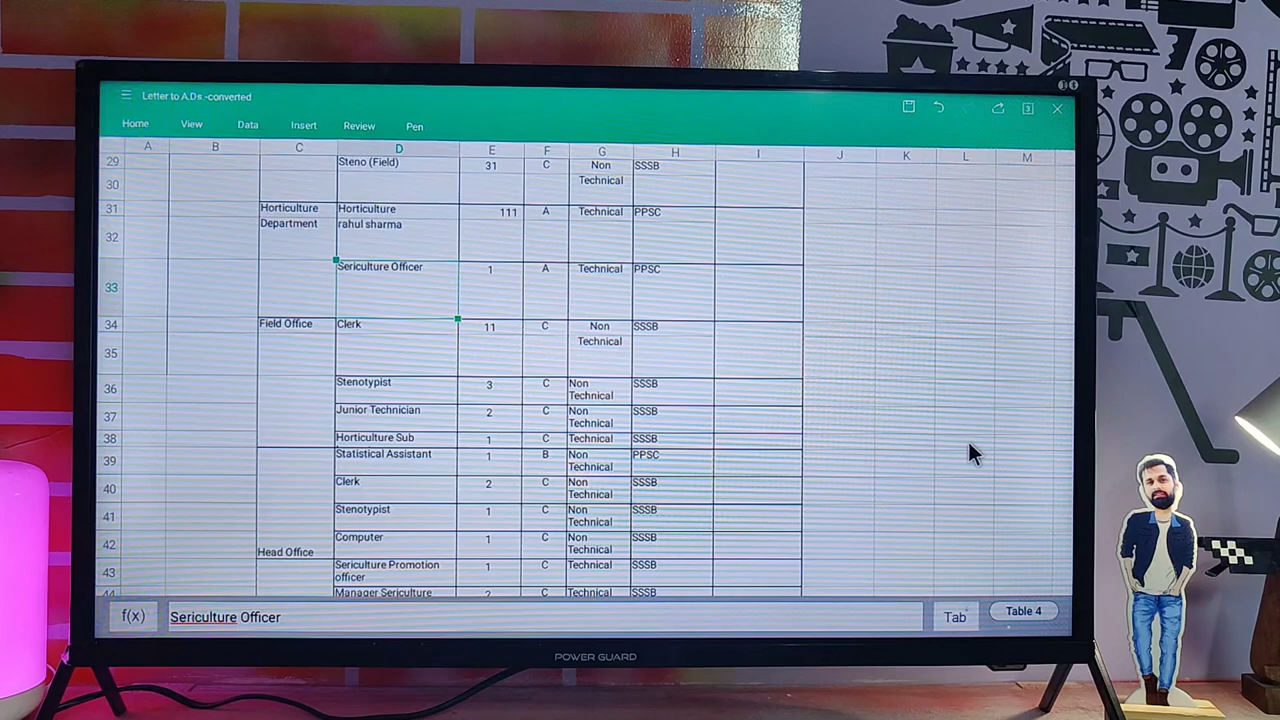 Letter to A.Ds.-converted
Home View Data Insert Review Pen
A B C D E F G H I J K L M
29 Steno (Field) 31 C Non SSSB
30 Technical
31 Horticulture Horticulture 111 A Technical PPSC
Department rahul sharma
32
Sericulture Officer 1 A Technical PPSC
33
34 Field Office Clerk 11 C Non SSSB
Technical
35
36 Stenotypist 3 C Non SSSB
Technical
37 Junior Technician 2 C Non SSSB
Technical
38 Horticulture Sub 1 C Technical SSSB
39 Statistical Assistant 1 B Non PPSC
Technical
40 Clerk 2 C Non SSSB
Technical
41 Stenotypist 1 C Non SSSB
Technical
42 Computer 1 C Non SSSB
Head Office Technical
43 Sericulture Promotion 1 C Technical SSSB
officer
44 Manager Sericulture 2 C Technical SSSB
f(x) Sericulture Officer Tab Table 4
POWER GUARD